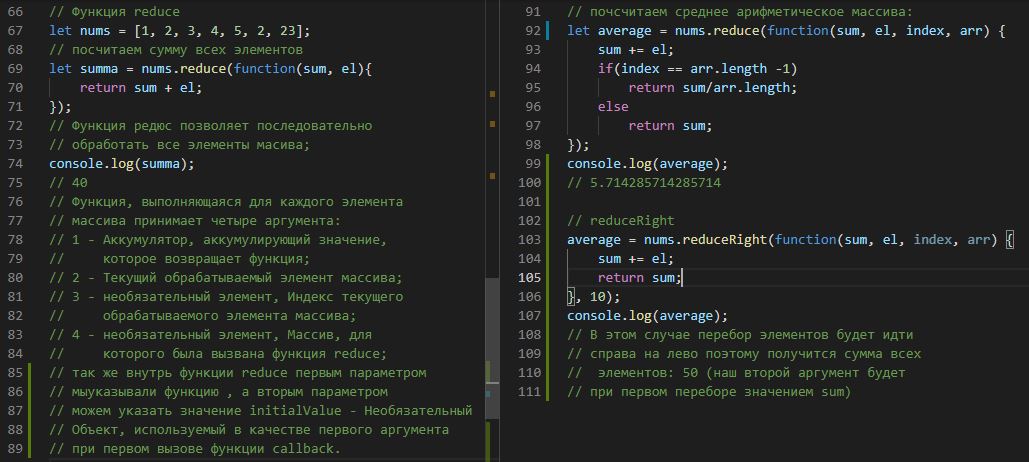 66 // Функция reduce
67 let nums = [1, 2, 3, 4, 5, 2, 23];
68 // посчитаем сумму всех элементов
69 let summa = nums.reduce(function(sum, el){
70     return sum + el;
71 });
72 // Функция редюс позволяет последовательно
73 // обработать все элементы масива;
74 console.log(summa);
75 // 40
76 // Функция, выполняющаяся для каждого элемента
77 // массива принимает четыре аргумента:
78 // 1 - Аккумулятор, аккумулирующий значение,
79 //     которое возвращает функция;
80 // 2 - Текущий обрабатываемый элемент массива;
81 // 3 - необязательный элемент, Индекс текущего
82 //     обрабатываемого элемента массива;
83 // 4 - необязательный элемент, Массив, для
84 //     которого была вызвана функция reduce;
85 // так же внутрь функции reduce первым параметром
86 // мыуказывали функцию , а вторым параметром
87 // можем указать значение initialValue - Необязательный
88 // Объект, используемый в качестве первого аргумента
89 // при первом вызове функции callback.
91 // почсчитаем среднее арифметическое массива:
92 let average = nums.reduce(function(sum, el, index, arr) {
93     sum += el;
94     if(index == arr.length -1)
95         return sum/arr.length;
96     else
97         return sum;
98 });
99 console.log(average);
100 // 5.714285714285714
101
102 // reduceRight
103 average = nums.reduceRight(function(sum, el, index, arr) {
104     sum += el;
105     return sum;
106 }, 10);
107 console.log(average);
108 // В этом случае перебор элементов будет идти
109 // справа на лево поэтому получится сумма всех
110 //  элементов: 50 (наш второй аргумент будет
111 // при первом переборе значением sum)